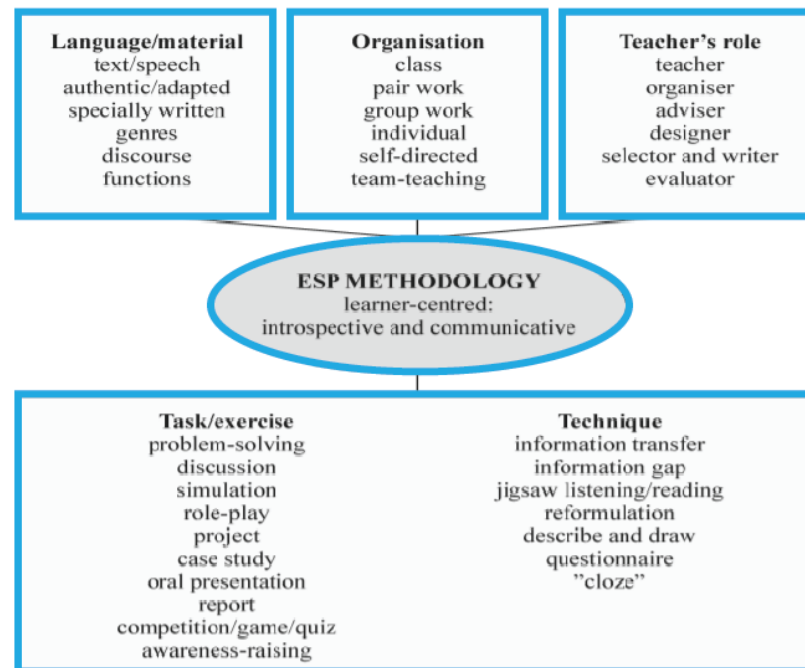 Language/material
text/speech
authentic/adapted
specially written
genres
discourse
functions
Organisation
class
pair work
group work
individual
self-directed
team-teaching
Teacher's role
teacher
organiser
adviser
designer
selector and writer
evaluator
ESP METHODOLOGY
learner-centred:
introspective and communicative
Task/exercise
problem-solving
discussion
simulation
role-play
project
case study
oral presentation
report
competition/game/quiz
awareness-raising
Technique
information transfer
information gap
jigsaw listening/reading
reformulation
describe and draw
questionnaire
”cloze”